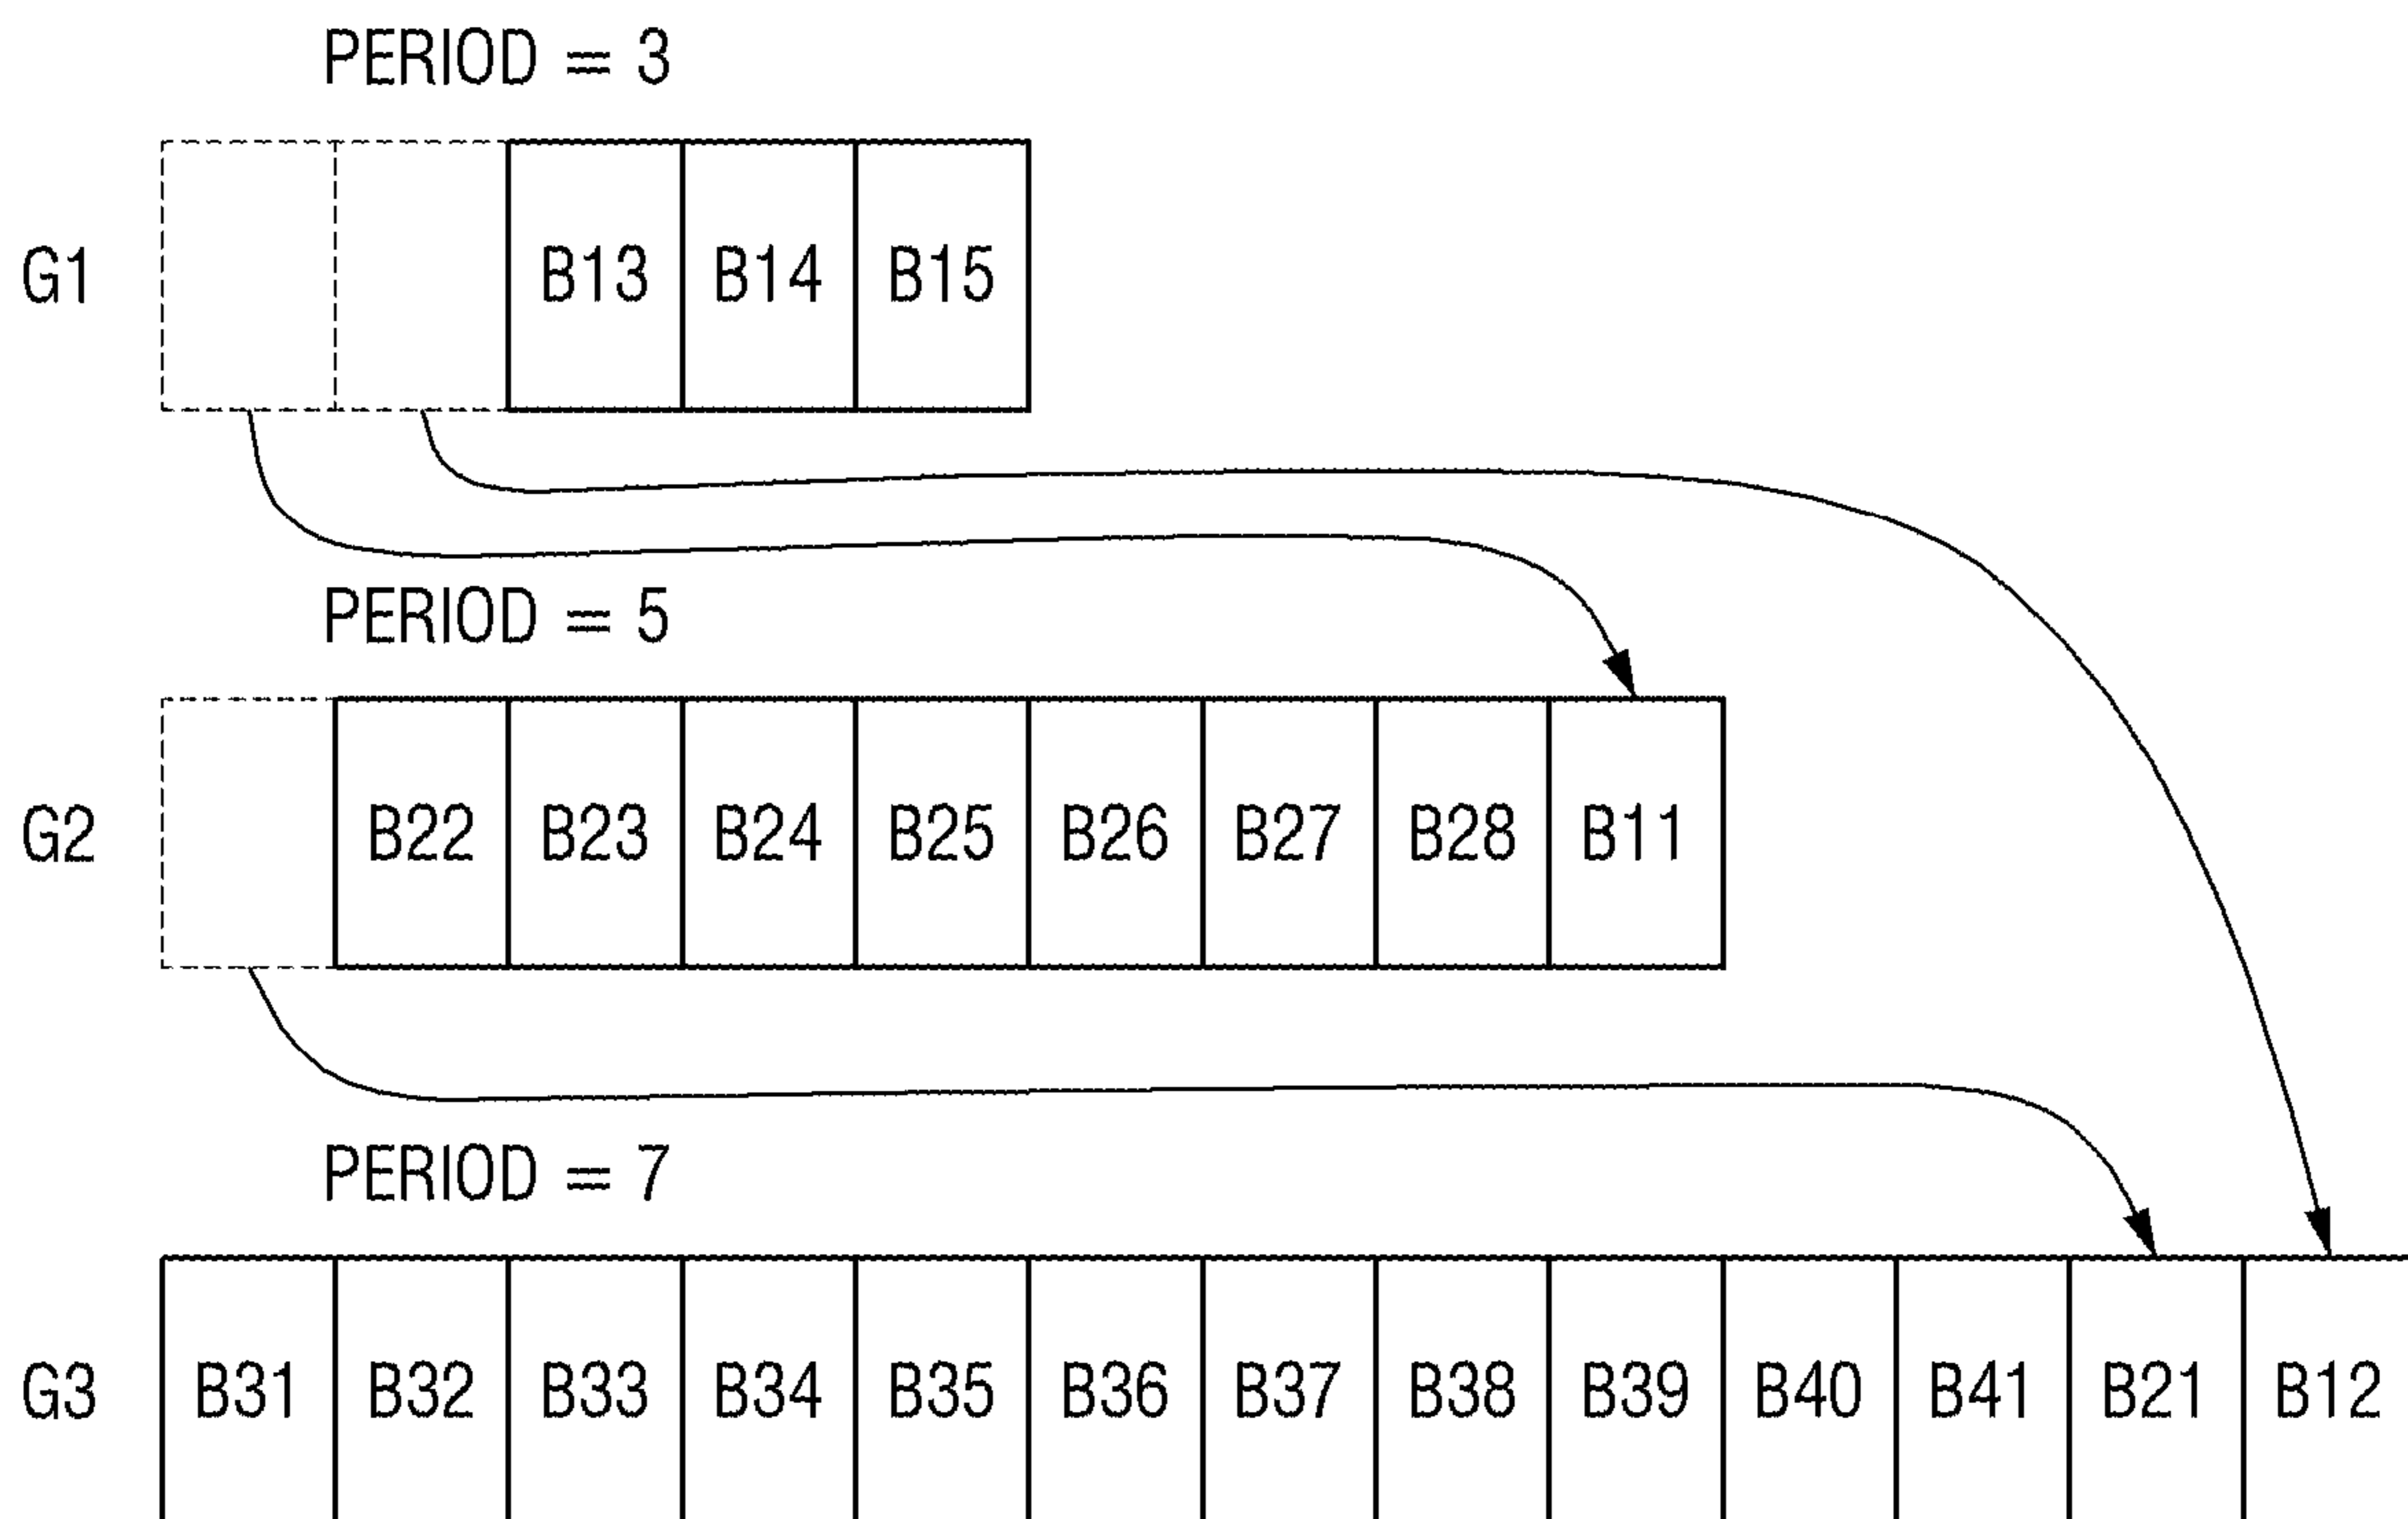 PERIOD = 3
G1 B13 B14 B15
PERIOD = 5
G2 B22 B23 B24 B25 B26 B27 B28 B11
PERIOD = 7
G3 B31 B32 B33 B34 B35 B36 B37 B38 B39 B40 B41 B21 B12